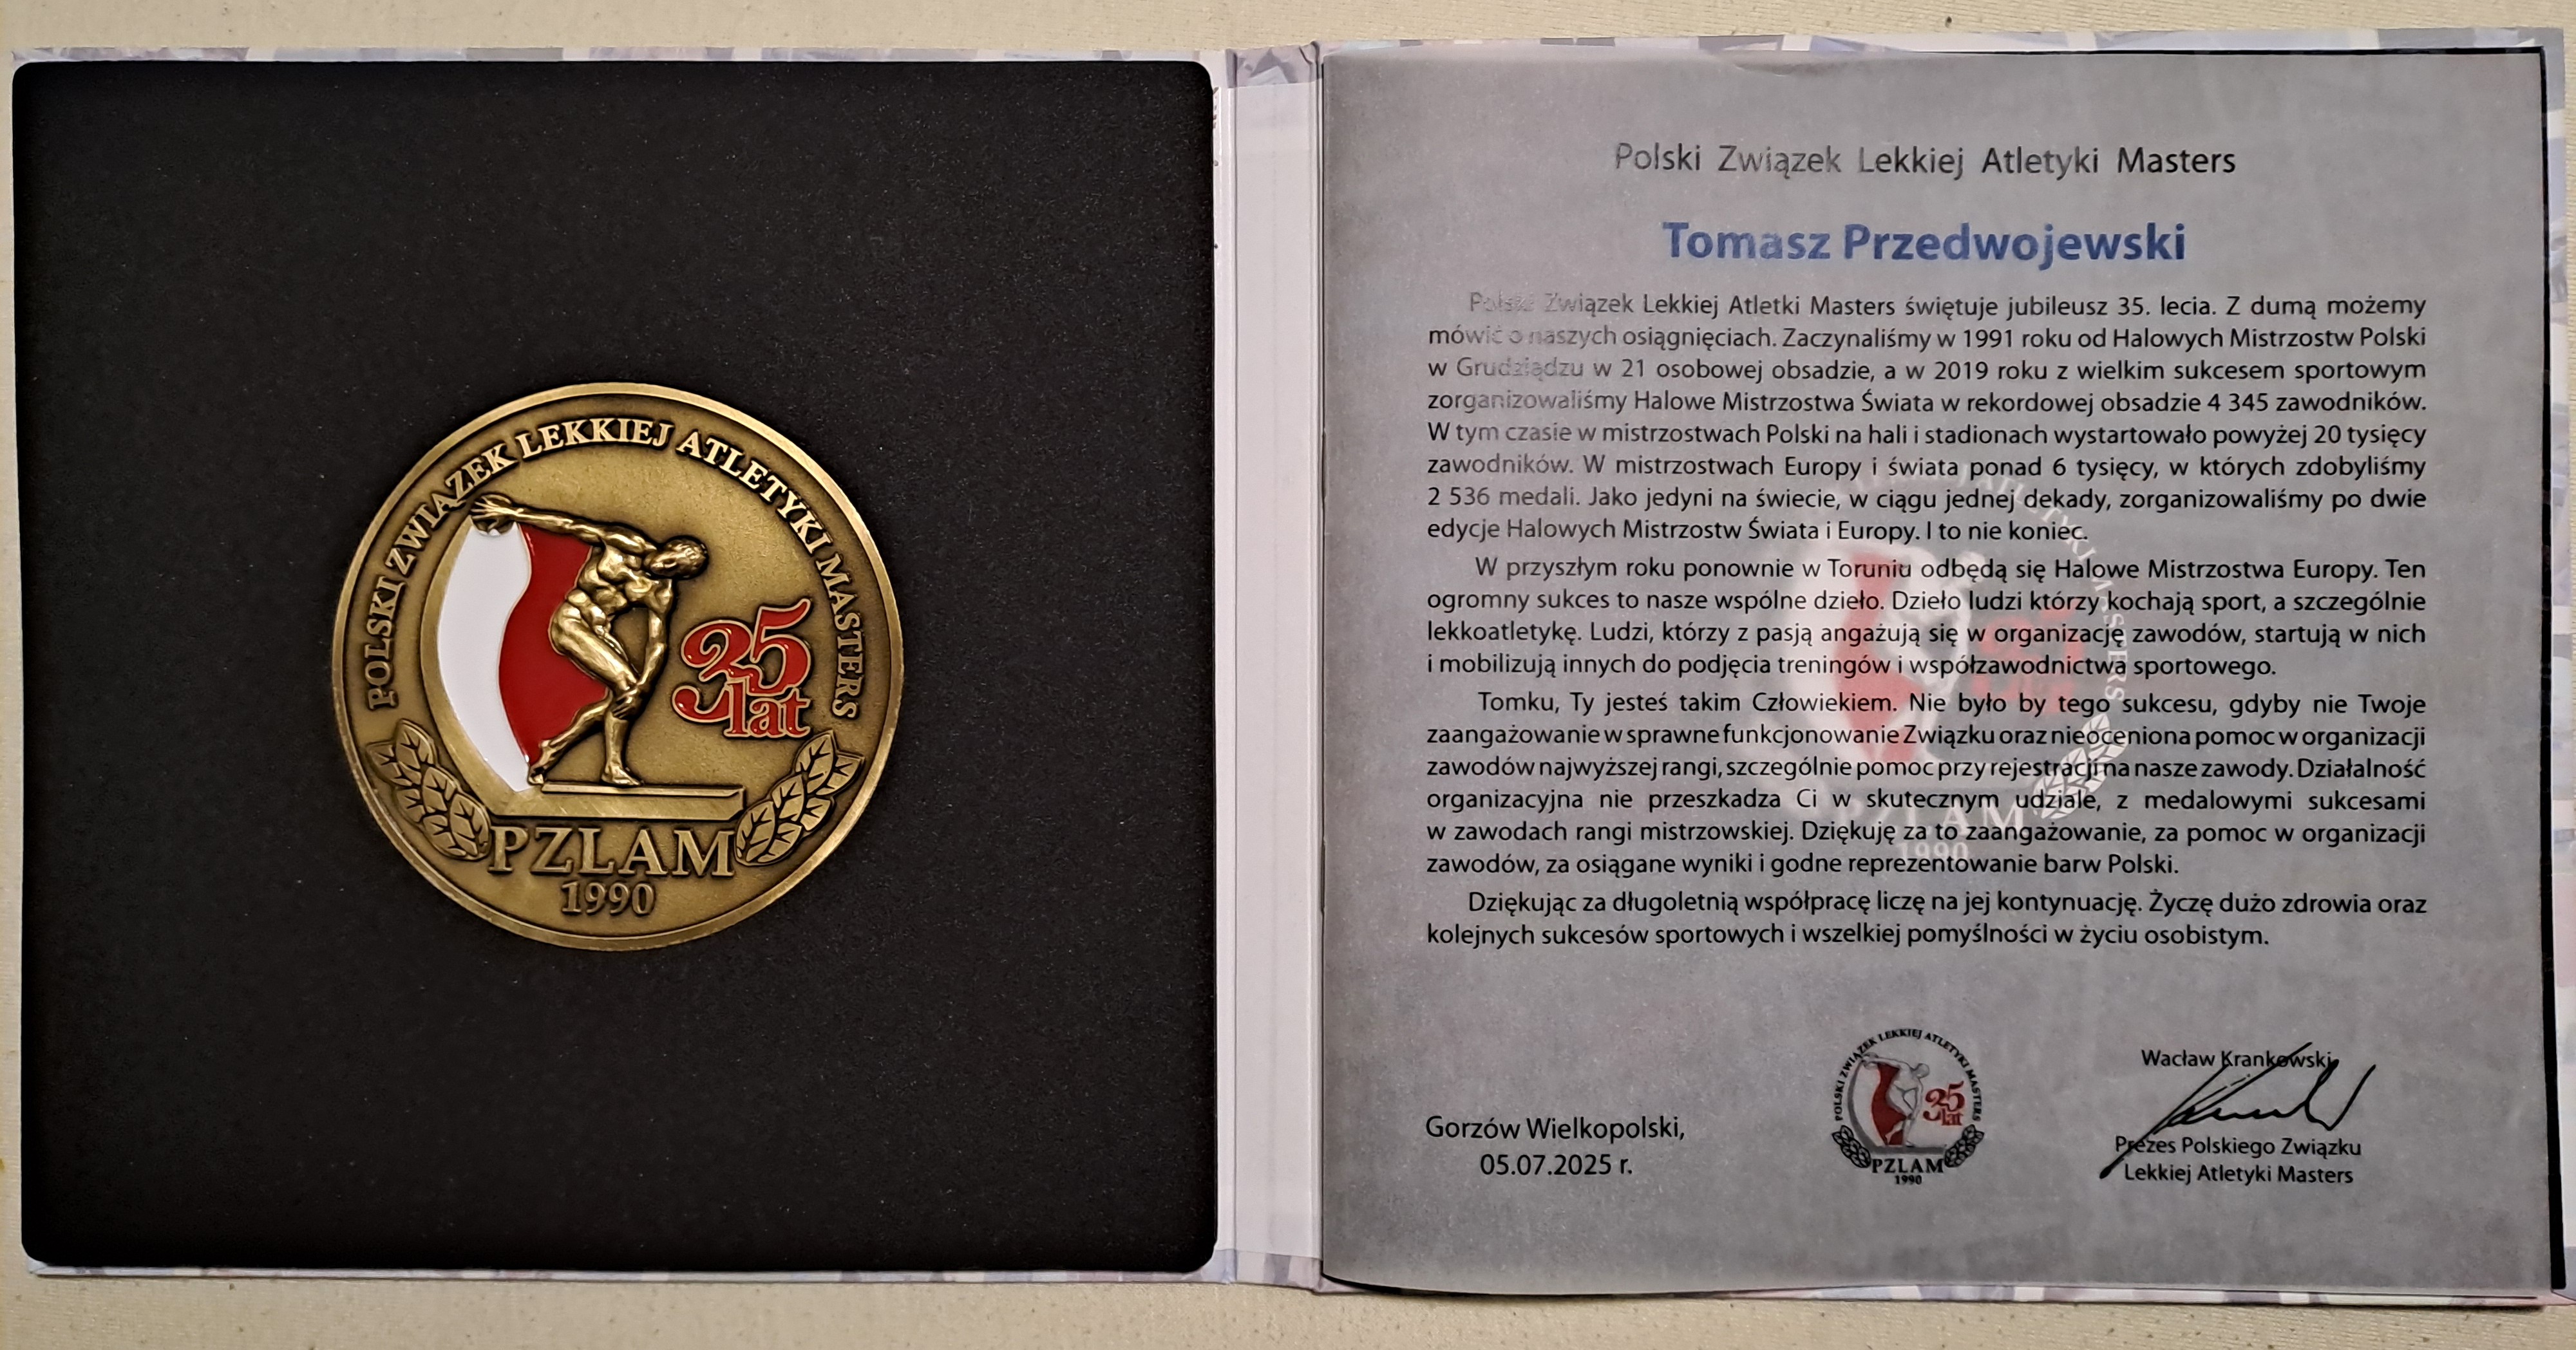 POLSKI ZWIĄZEK LEKKIEJ ATLETYKI MASTERS
35
lat
PZLAM
1990
Polski Związek Lekkiej Atletyki Masters
Tomasz Przedwojewski
Polski Związek Lekkiej Atletki Masters świętuje jubileusz 35. lecia. Z dumą możemy
mówić o naszych osiągnięciach. Zaczynaliśmy w 1991 roku od Halowych Mistrzostw Polski
w Grudziądzu w 21 osobowej obsadzie, a w 2019 roku z wielkim sukcesem sportowym
zorganizowaliśmy Halowe Mistrzostwa Świata w rekordowej obsadzie 4 345 zawodników.
W tym czasie w mistrzostwach Polski na hali i stadionach wystartowało powyżej 20 tysięcy
zawodników. W mistrzostwach Europy i świata ponad 6 tysięcy, w których zdobyliśmy
2 536 medali. Jako jedyni na świecie, w ciągu jednej dekady, zorganizowaliśmy po dwie
edycje Halowych Mistrzostw Świata i Europy. I to nie koniec.
W przyszłym roku ponownie w Toruniu odbędą się Halowe Mistrzostwa Europy. Ten
ogromny sukces to nasze wspólne dzieło. Dzieło ludzi którzy kochają sport, a szczególnie
lekkoatletykę. Ludzi, którzy z pasją angażują się w organizację zawodów, startują w nich
i mobilizują innych do podjęcia treningów i współzawodnictwa sportowego.
Tomku, Ty jesteś takim Człowiekiem. Nie było by tego sukcesu, gdyby nie Twoje
zaangażowanie w sprawne funkcjonowanie Związku oraz nieoceniona pomoc w organizacji
zawodów najwyższej rangi, szczególnie pomoc przy rejestracji na nasze zawody. Działalność
organizacyjna nie przeszkadza Ci w skutecznym udziale, z medalowymi sukcesami
w zawodach rangi mistrzowskiej. Dziękuję za to zaangażowanie, za pomoc w organizacji
zawodów, za osiągane wyniki i godne reprezentowanie barw Polski.
Dziękując za długoletnią współpracę liczę na jej kontynuację. Życzę dużo zdrowia oraz
kolejnych sukcesów sportowych i wszelkiej pomyślności w życiu osobistym.
Gorzów Wielkopolski,
05.07.2025 r.
POLSKI ZWIĄZEK LEKKIEJ ATLETYKI MASTERS
35
lat
PZLAM
1990
Wacław Krankowski
Prezes Polskiego Związku
Lekkiej Atletyki Masters